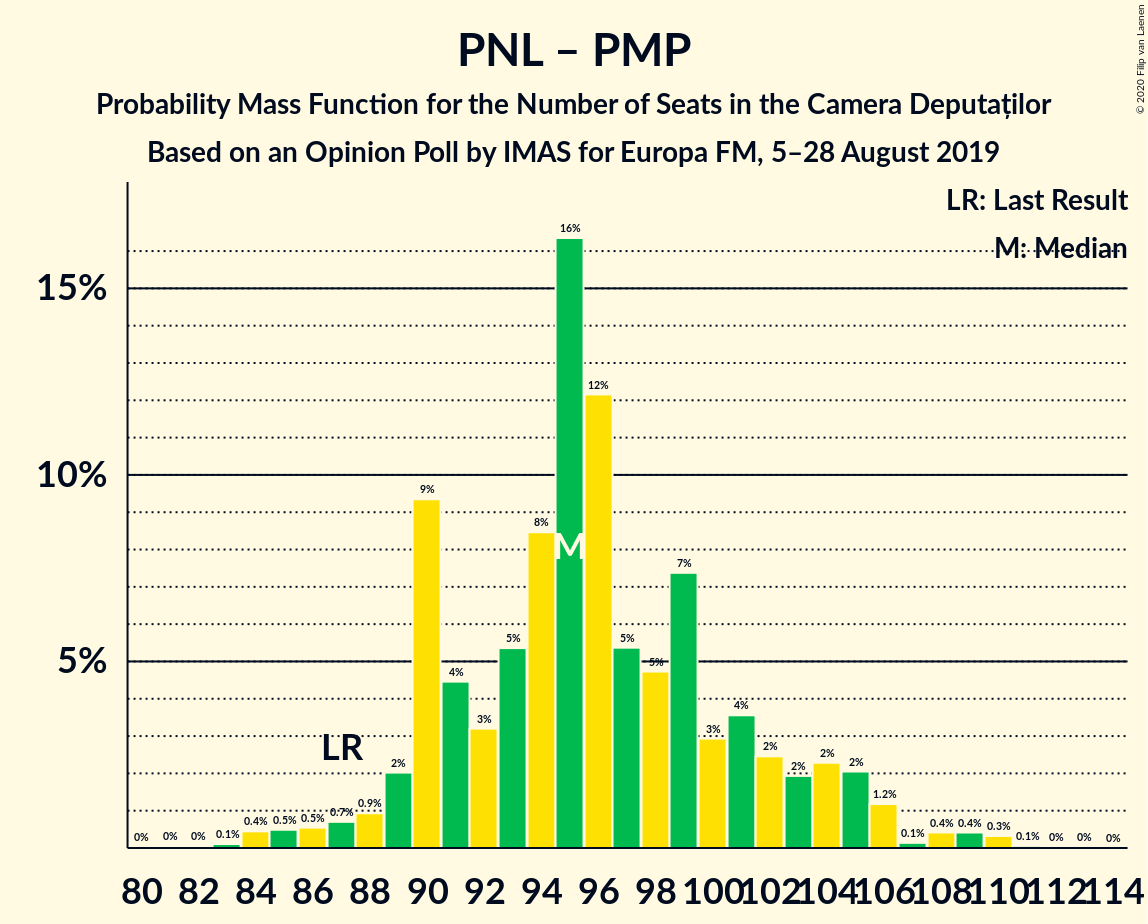 PNL – PMP
Probability Mass Function for the Number of Seats in the Camera Deputaților
Based on an Opinion Poll by IMAS for Europa FM, 5–28 August 2019
© 2020 Filip van Laenen
LR: Last Result
M: Median
15%
10%
5%
LR
M
0% 0% 0% 0.1% 0.4% 0.5% 0.5% 0.7% 0.9% 2% 9% 4% 3% 5% 8% 16% 12% 5% 5% 7% 3% 4% 2% 2% 2% 2% 1.2% 0.1% 0.4% 0.4% 0.3% 0.1% 0% 0% 0%
80 82 84 86 88 90 92 94 96 98 100 102 104 106 108 110 112 114